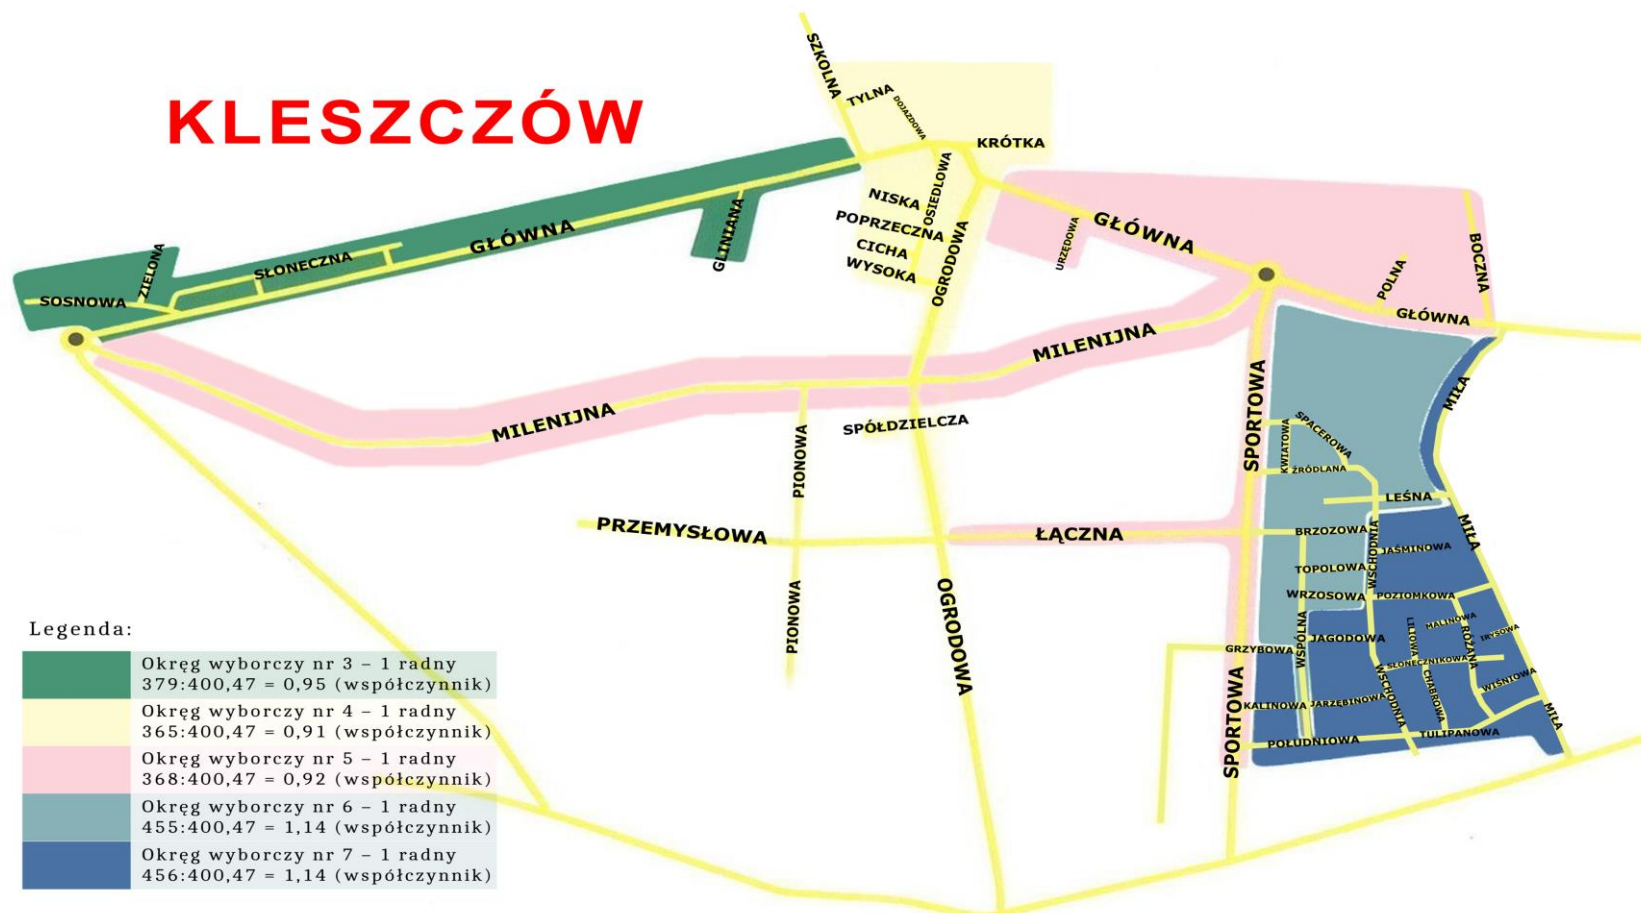 KLESZCZÓW
SZKOLNA
TYLNA
DOJAZDOWA
KRÓTKA
OSIEDLOWA
NISKA
POPRZECZNA
CICHA
WYSOKA
OGRODOWA
GŁÓWNA
GLINIANA
SŁONECZNA
ZIELONA
SOSNOWA
URZĘDOWA
GŁÓWNA
BOCZNA
POLNA
GŁÓWNA
MILENIJNA
MILENIJNA
SPÓŁDZIELCZA
PIONOWA
SPORTOWA
MIŁA
SPACEROWA
KWIATOWA
ŹRÓDLANA
LEŚNA
PRZEMYSŁOWA
ŁĄCZNA
BRZOZOWA
WSCHODNIA
JAŚMINOWA
MIŁA
TOPOLOWA
WRZOSOWA
POZIOMKOWA
PIONOWA
OGRODOWA
WSPÓLNA
JAGODOWA
LILIOWA
MALINOWA
RÓŻANA
IRYSOWA
GRZYBOWA
SŁONECZNIKOWA
WSCHODNIA
CHABROWA
WIŚNIOWA
SPORTOWA
KALINOWA
JARZĘBINOWA
MIŁA
POŁUDNIOWA
TULIPANOWA
Legenda:
Okręg wyborczy nr 3 – 1 radny
379:400,47 = 0,95 (współczynnik)
Okręg wyborczy nr 4 – 1 radny
365:400,47 = 0,91 (współczynnik)
Okręg wyborczy nr 5 – 1 radny
368:400,47 = 0,92 (współczynnik)
Okręg wyborczy nr 6 – 1 radny
455:400,47 = 1,14 (współczynnik)
Okręg wyborczy nr 7 – 1 radny
456:400,47 = 1,14 (współczynnik)